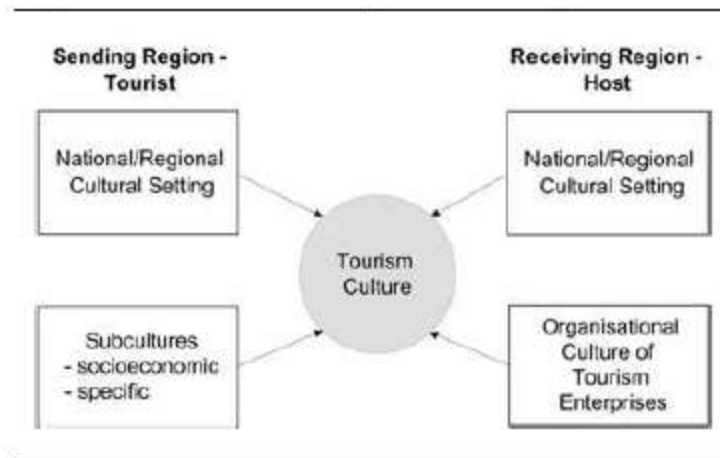 Sending Region -
Tourist
Receiving Region -
Host
National/Regional
Cultural Setting
National/Regional
Cultural Setting
Tourism
Culture
Subcultures
- socioeconomic
- specific
Organisational
Culture of
Tourism
Enterprises